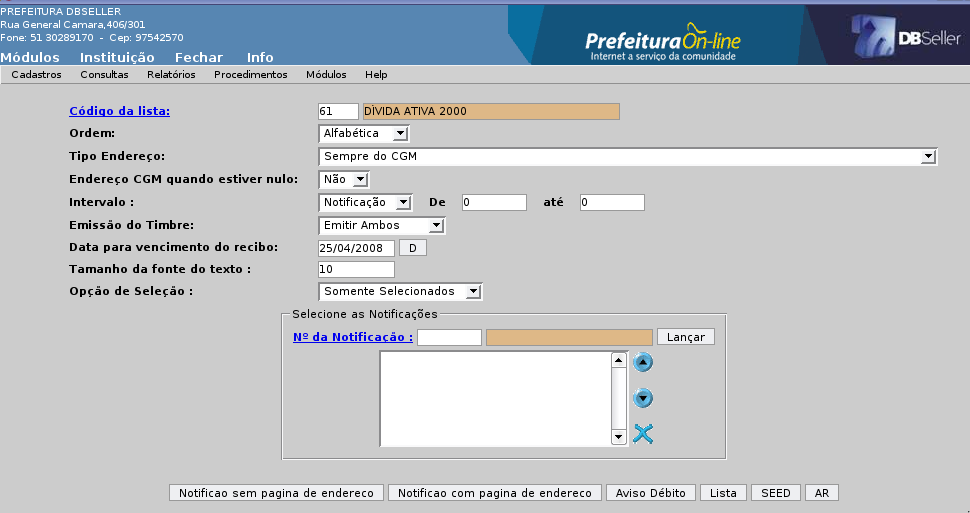 PREFEITURA DBSELLER
Rua General Camara,406/301
Fone: 51 30289170 - Cep: 97542570
PrefeituraOn-line
Internet a serviço da comunidade
DBSeller
Módulos Instituição Fechar Info
Cadastros Consultas Relatórios Procedimentos Módulos Help
Código da lista: 61 DÍVIDA ATIVA 2000
Ordem: Alfabética
Tipo Endereço: Sempre do CGM
Endereço CGM quando estiver nulo: Não
Intervalo : Notificação De 0 até 0
Emissão do Timbre: Emitir Ambos
Data para vencimento do recibo: 25/04/2008 D
Tamanho da fonte do texto : 10
Opção de Seleção : Somente Selecionados
Selecione as Notificações
Nº da Notificação : Lançar
Notificao sem pagina de endereco Notificao com pagina de endereco Aviso Débito Lista SEED AR